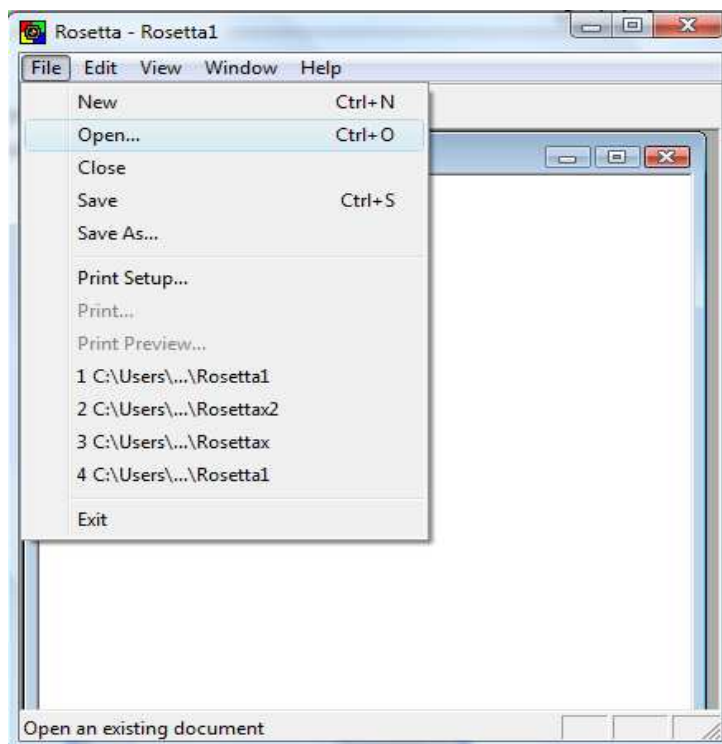 Rosetta - Rosetta1
File Edit View Window Help
New Ctrl+N
Open... Ctrl+O
Close
Save Ctrl+S
Save As...
Print Setup...
Print...
Print Preview...
1 C:\Users\...\Rosetta1
2 C:\Users\...\Rosettax2
3 C:\Users\...\Rosettax
4 C:\Users\...\Rosetta1
Exit
Open an existing document